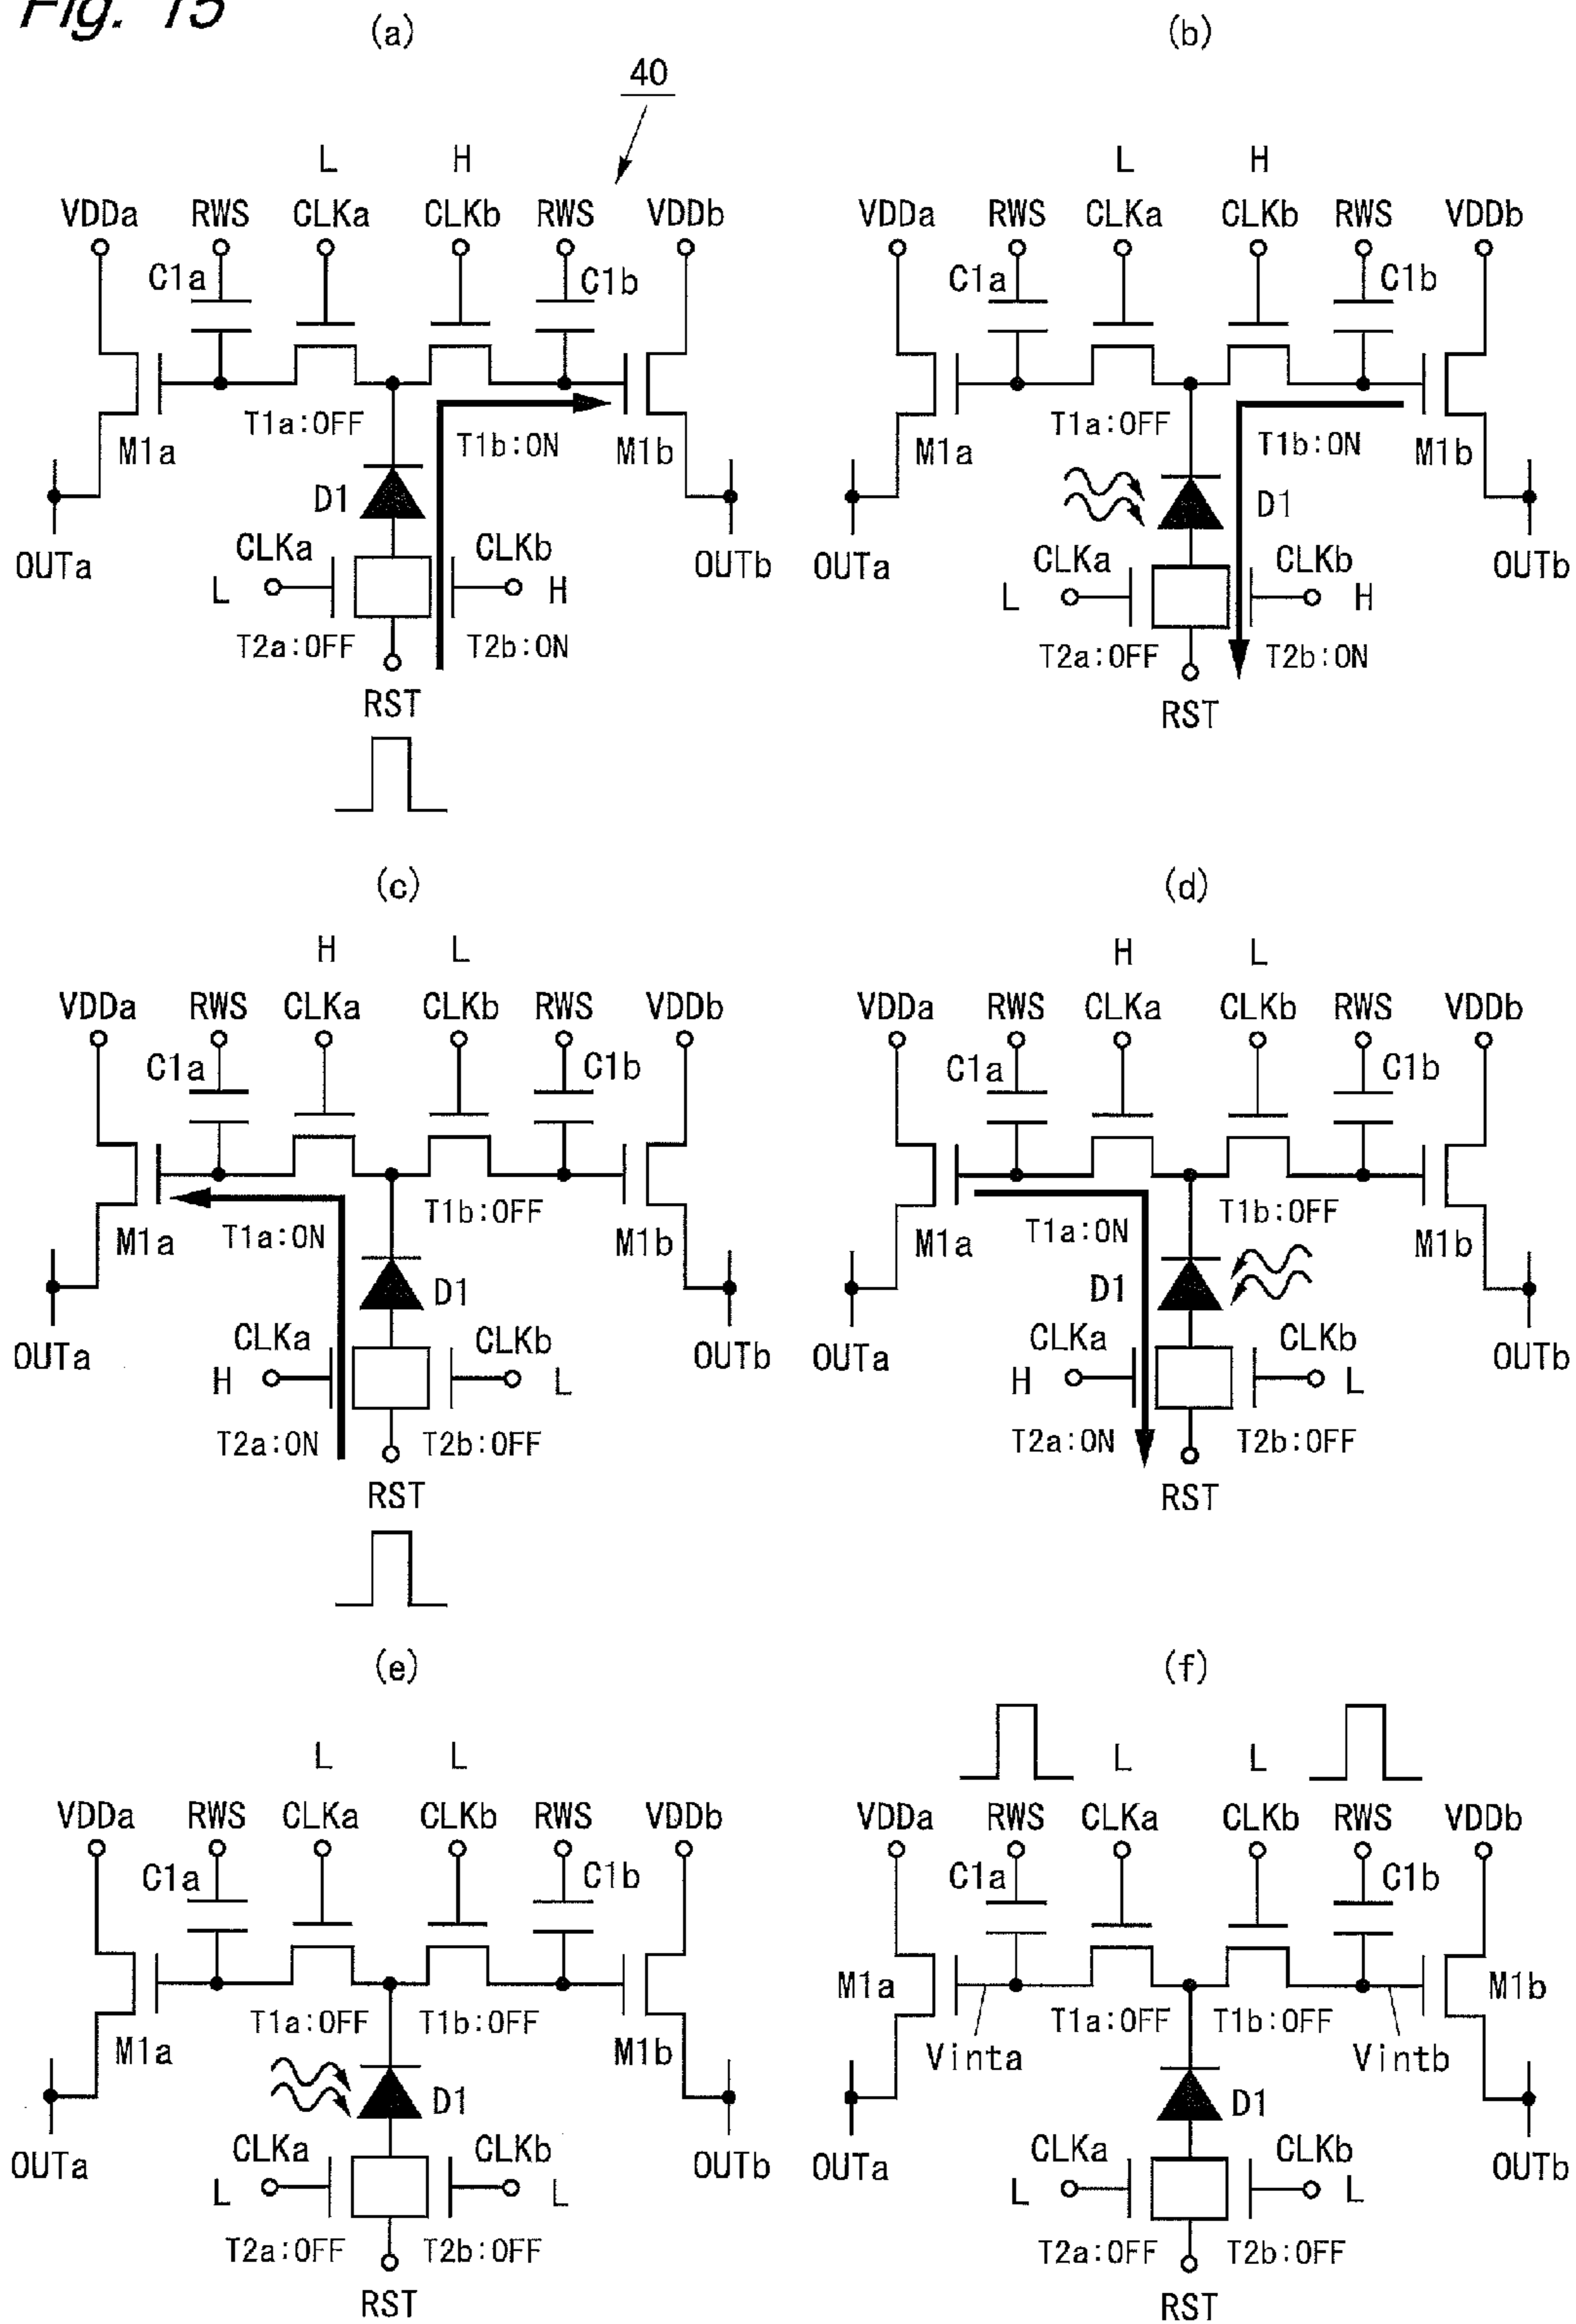 Fig. 15
(a)
40
L H
VDDa RWS CLKa CLKb RWS VDDb
C1a C1b
T1a:OFF T1b:ON
M1a M1b
D1
CLKa CLKb
OUTa L H OUTb
T2a:OFF T2b:ON
RST
(b)
L H
VDDa RWS CLKa CLKb RWS VDDb
C1a C1b
T1a:OFF T1b:ON
M1a M1b
D1
CLKa CLKb
OUTa L H OUTb
T2a:OFF T2b:ON
RST
(c)
H L
VDDa RWS CLKa CLKb RWS VDDb
C1a C1b
T1b:OFF
M1a T1a:ON M1b
D1
CLKa CLKb
OUTa H L OUTb
T2a:ON T2b:OFF
RST
(d)
H L
VDDa RWS CLKa CLKb RWS VDDb
C1a C1b
T1b:OFF
M1a T1a:ON M1b
D1
CLKa CLKb
OUTa H L OUTb
T2a:ON T2b:OFF
RST
(e)
L L
VDDa RWS CLKa CLKb RWS VDDb
C1a C1b
T1a:OFF T1b:OFF
M1a M1b
D1
CLKa CLKb
OUTa L L OUTb
T2a:OFF T2b:OFF
RST
(f)
L L
VDDa RWS CLKa CLKb RWS VDDb
C1a C1b
M1a M1b
T1a:OFF T1b:OFF
Vinta Vintb
D1
CLKa CLKb
OUTa L L OUTb
T2a:OFF T2b:OFF
RST